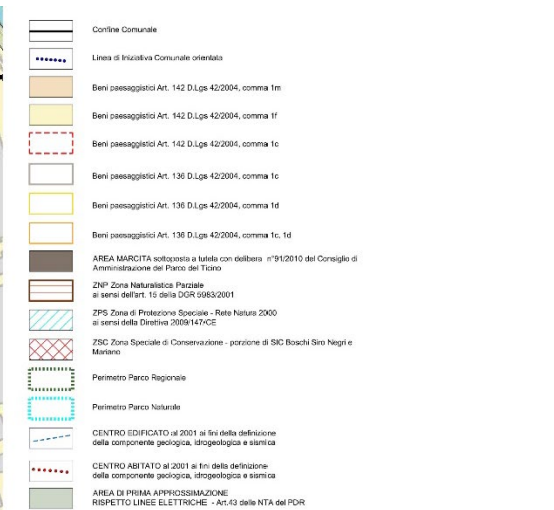 Confine Comunale
Linea di Iniziativa Comunale orientata
Beni paesaggistici Art. 142 D.Lgs 42/2004, comma 1m
Beni paesaggistici Art. 142 D.Lgs 42/2004, comma 1f
Beni paesaggistici Art. 142 D.Lgs 42/2004, comma 1c
Beni paesaggistici Art. 136 D.Lgs 42/2004, comma 1c
Beni paesaggistici Art. 136 D.Lgs 42/2004, comma 1d
Beni paesaggistici Art. 136 D.Lgs 42/2004, comma 1c, 1d
AREA MARCITA sottoposta a tutela con delibera n°91/2010 del Consiglio di
Amministrazione del Parco del Ticino
ZNP Zona Naturalistica Parziale
ai sensi dell'art. 15 della DGR 5983/2001
ZPS Zona di Protezione Speciale - Rete Natura 2000
ai sensi della Direttiva 2009/147/CE
ZSC Zona Speciale di Conservazione - porzione di SIC Boschi Siro Negri e
Mariano
Perimetro Parco Regionale
Perimetro Parco Naturale
CENTRO EDIFICATO al 2001 ai fini della definizione
della componente geologica, idrogeologica e sismica
CENTRO ABITATO al 2001 ai fini della definizione
della componente geologica, idrogeologica e sismica
AREA DI PRIMA APPROSSIMAZIONE
RISPETTO LINEE ELETTRICHE - Art.43 delle NTA del PDR